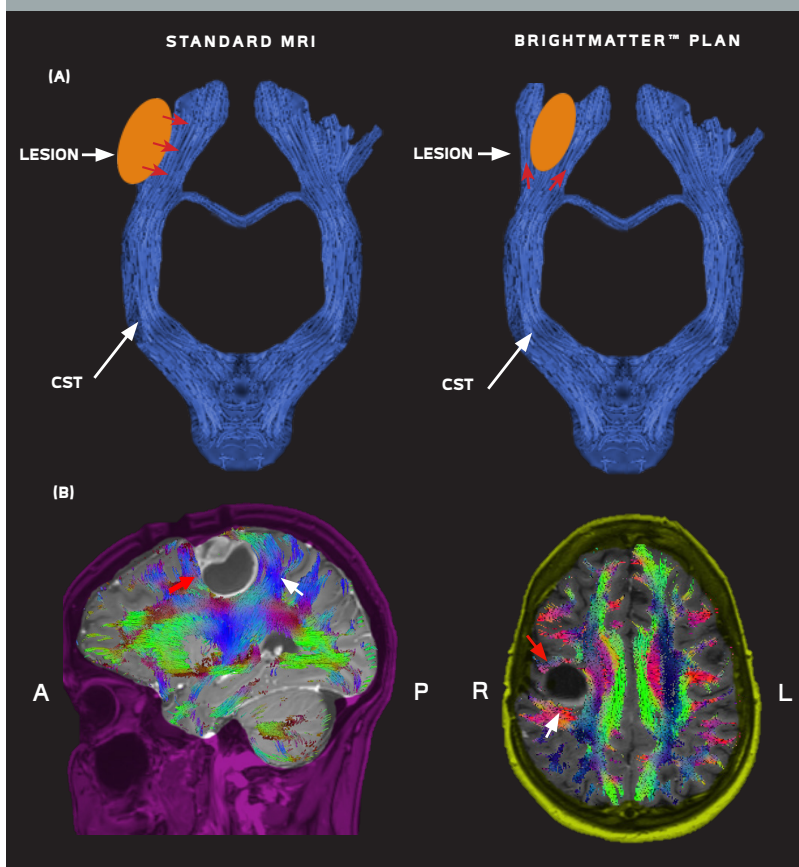 STANDARD MRI
BRIGHTMATTER™ PLAN
(A)
LESION
LESION
CST
CST
(B)
A
P
R
L